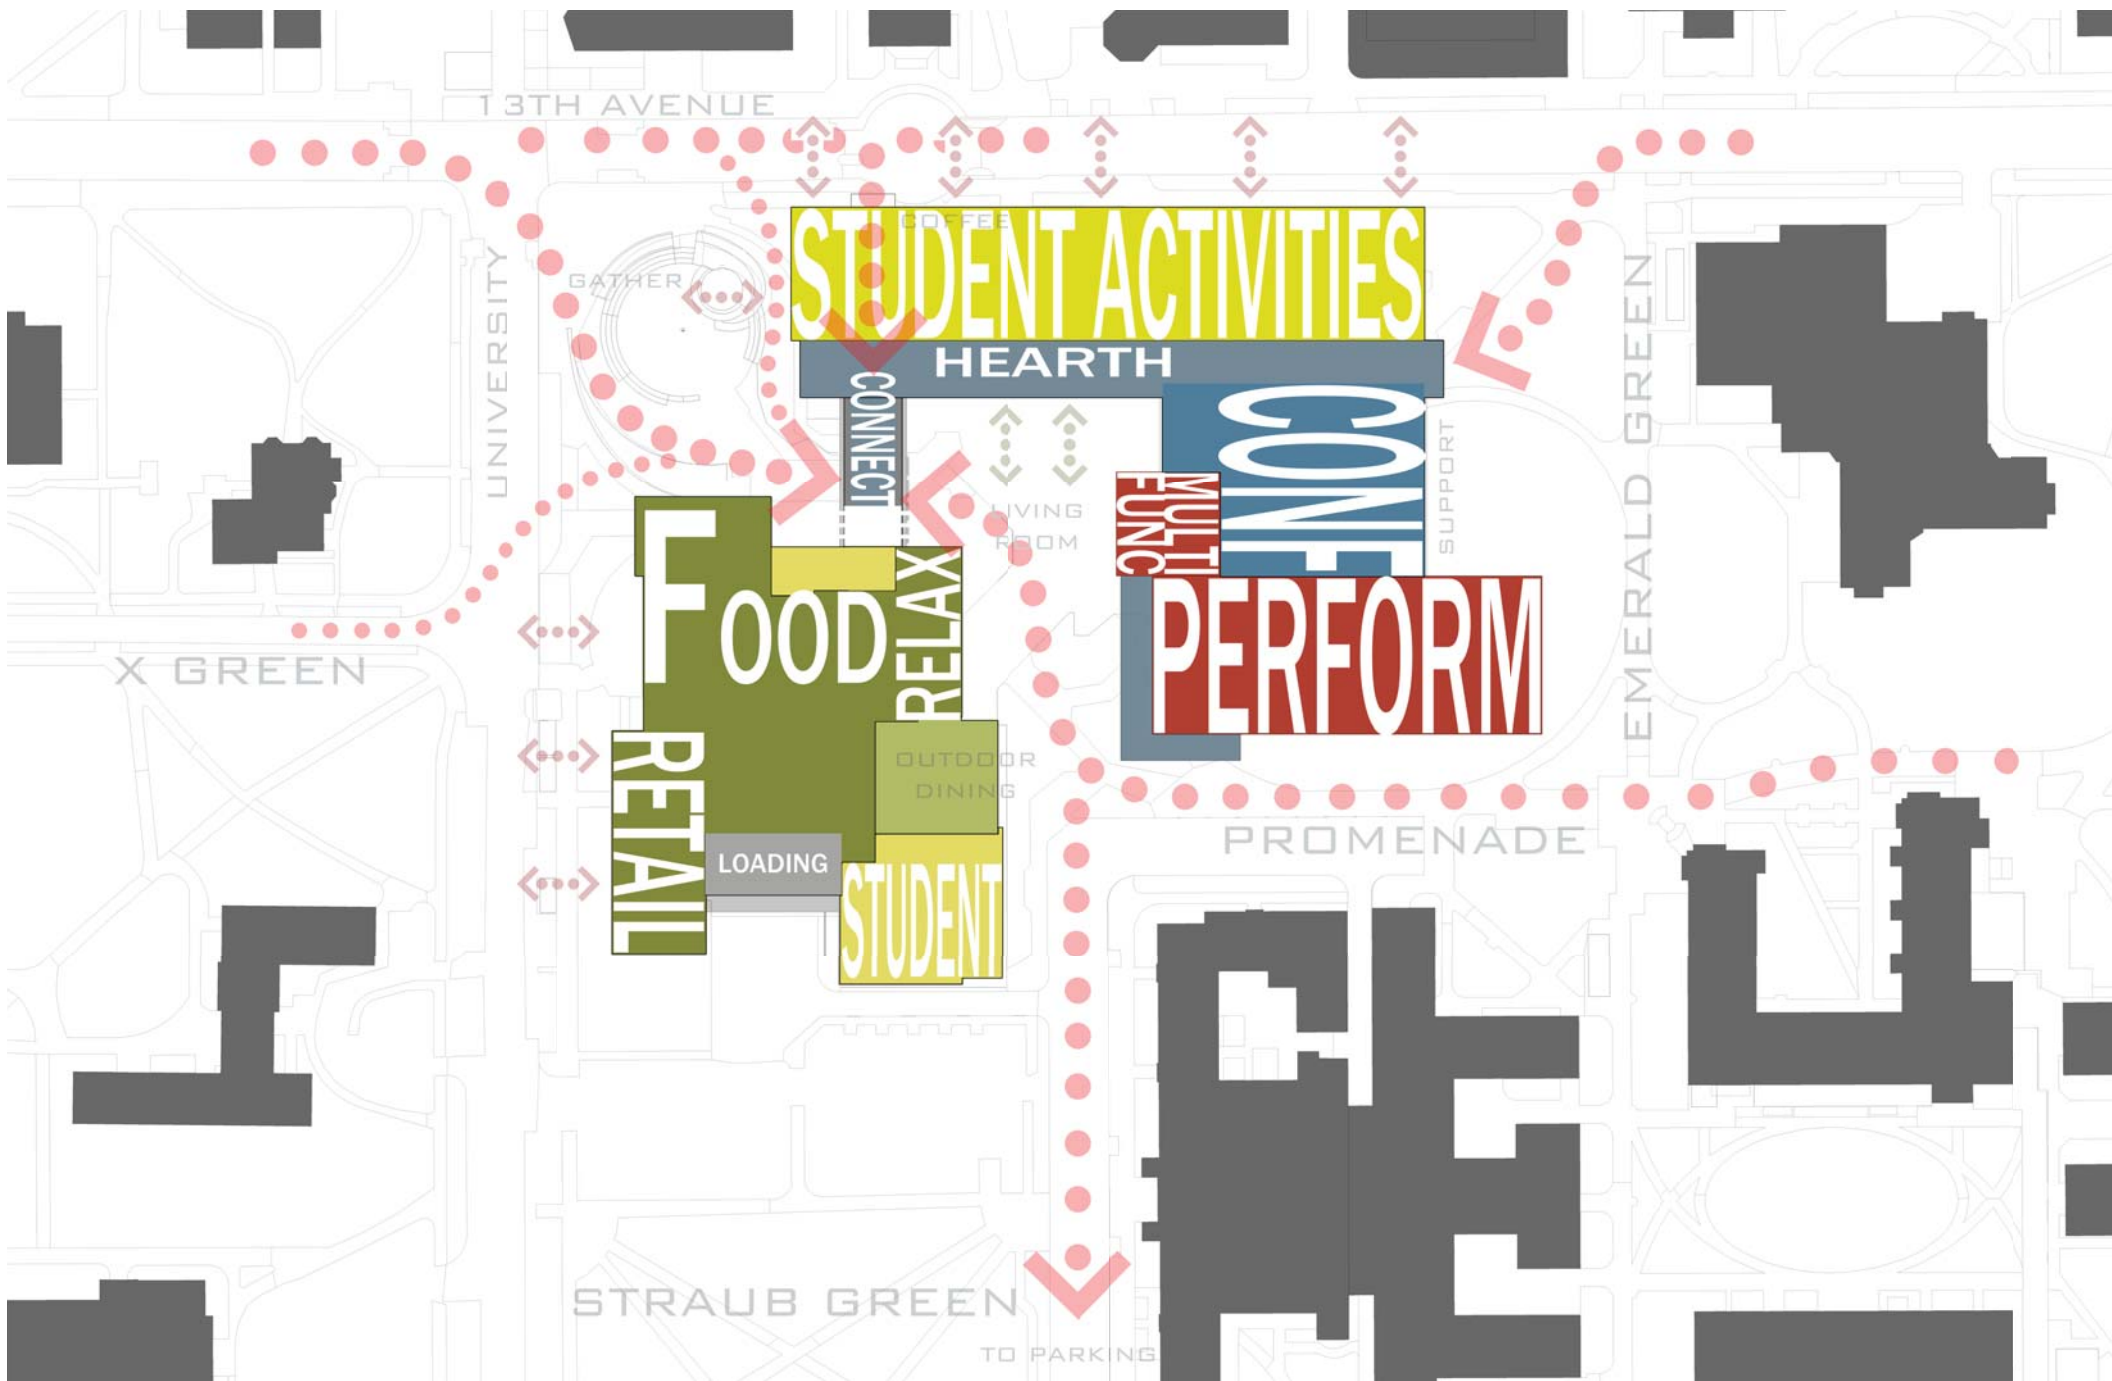 13TH AVENUE
COFFEE
STUDENT ACTIVITIES
GATHER
UNIVERSITY
HEARTH
CONNECT
CONF
SUPPORT
EMERALD GREEN
MULTI
FUNC
LIVING
ROOM
FOOD
RELAX
PERFORM
X GREEN
RETAIL
OUTDOOR
DINING
PROMENADE
LOADING
STUDENT
STRAUB GREEN
TO PARKING